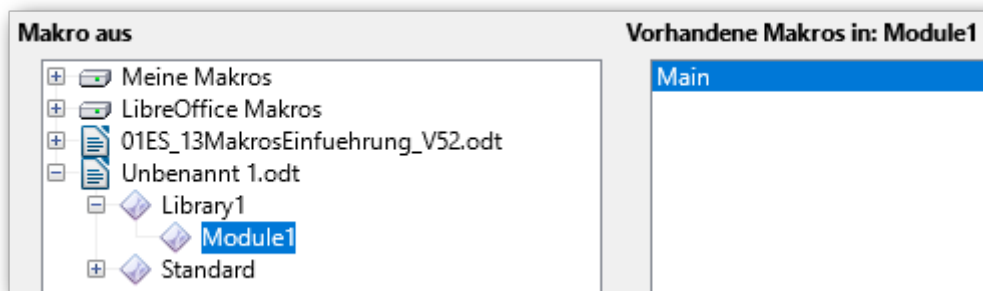 Makro aus
Meine Makros
LibreOffice Makros
01ES_13MakrosEinfuehrung_V52.odt
Unbenannt 1.odt
Library1
Module1
Standard
Vorhandene Makros in: Module1
Main